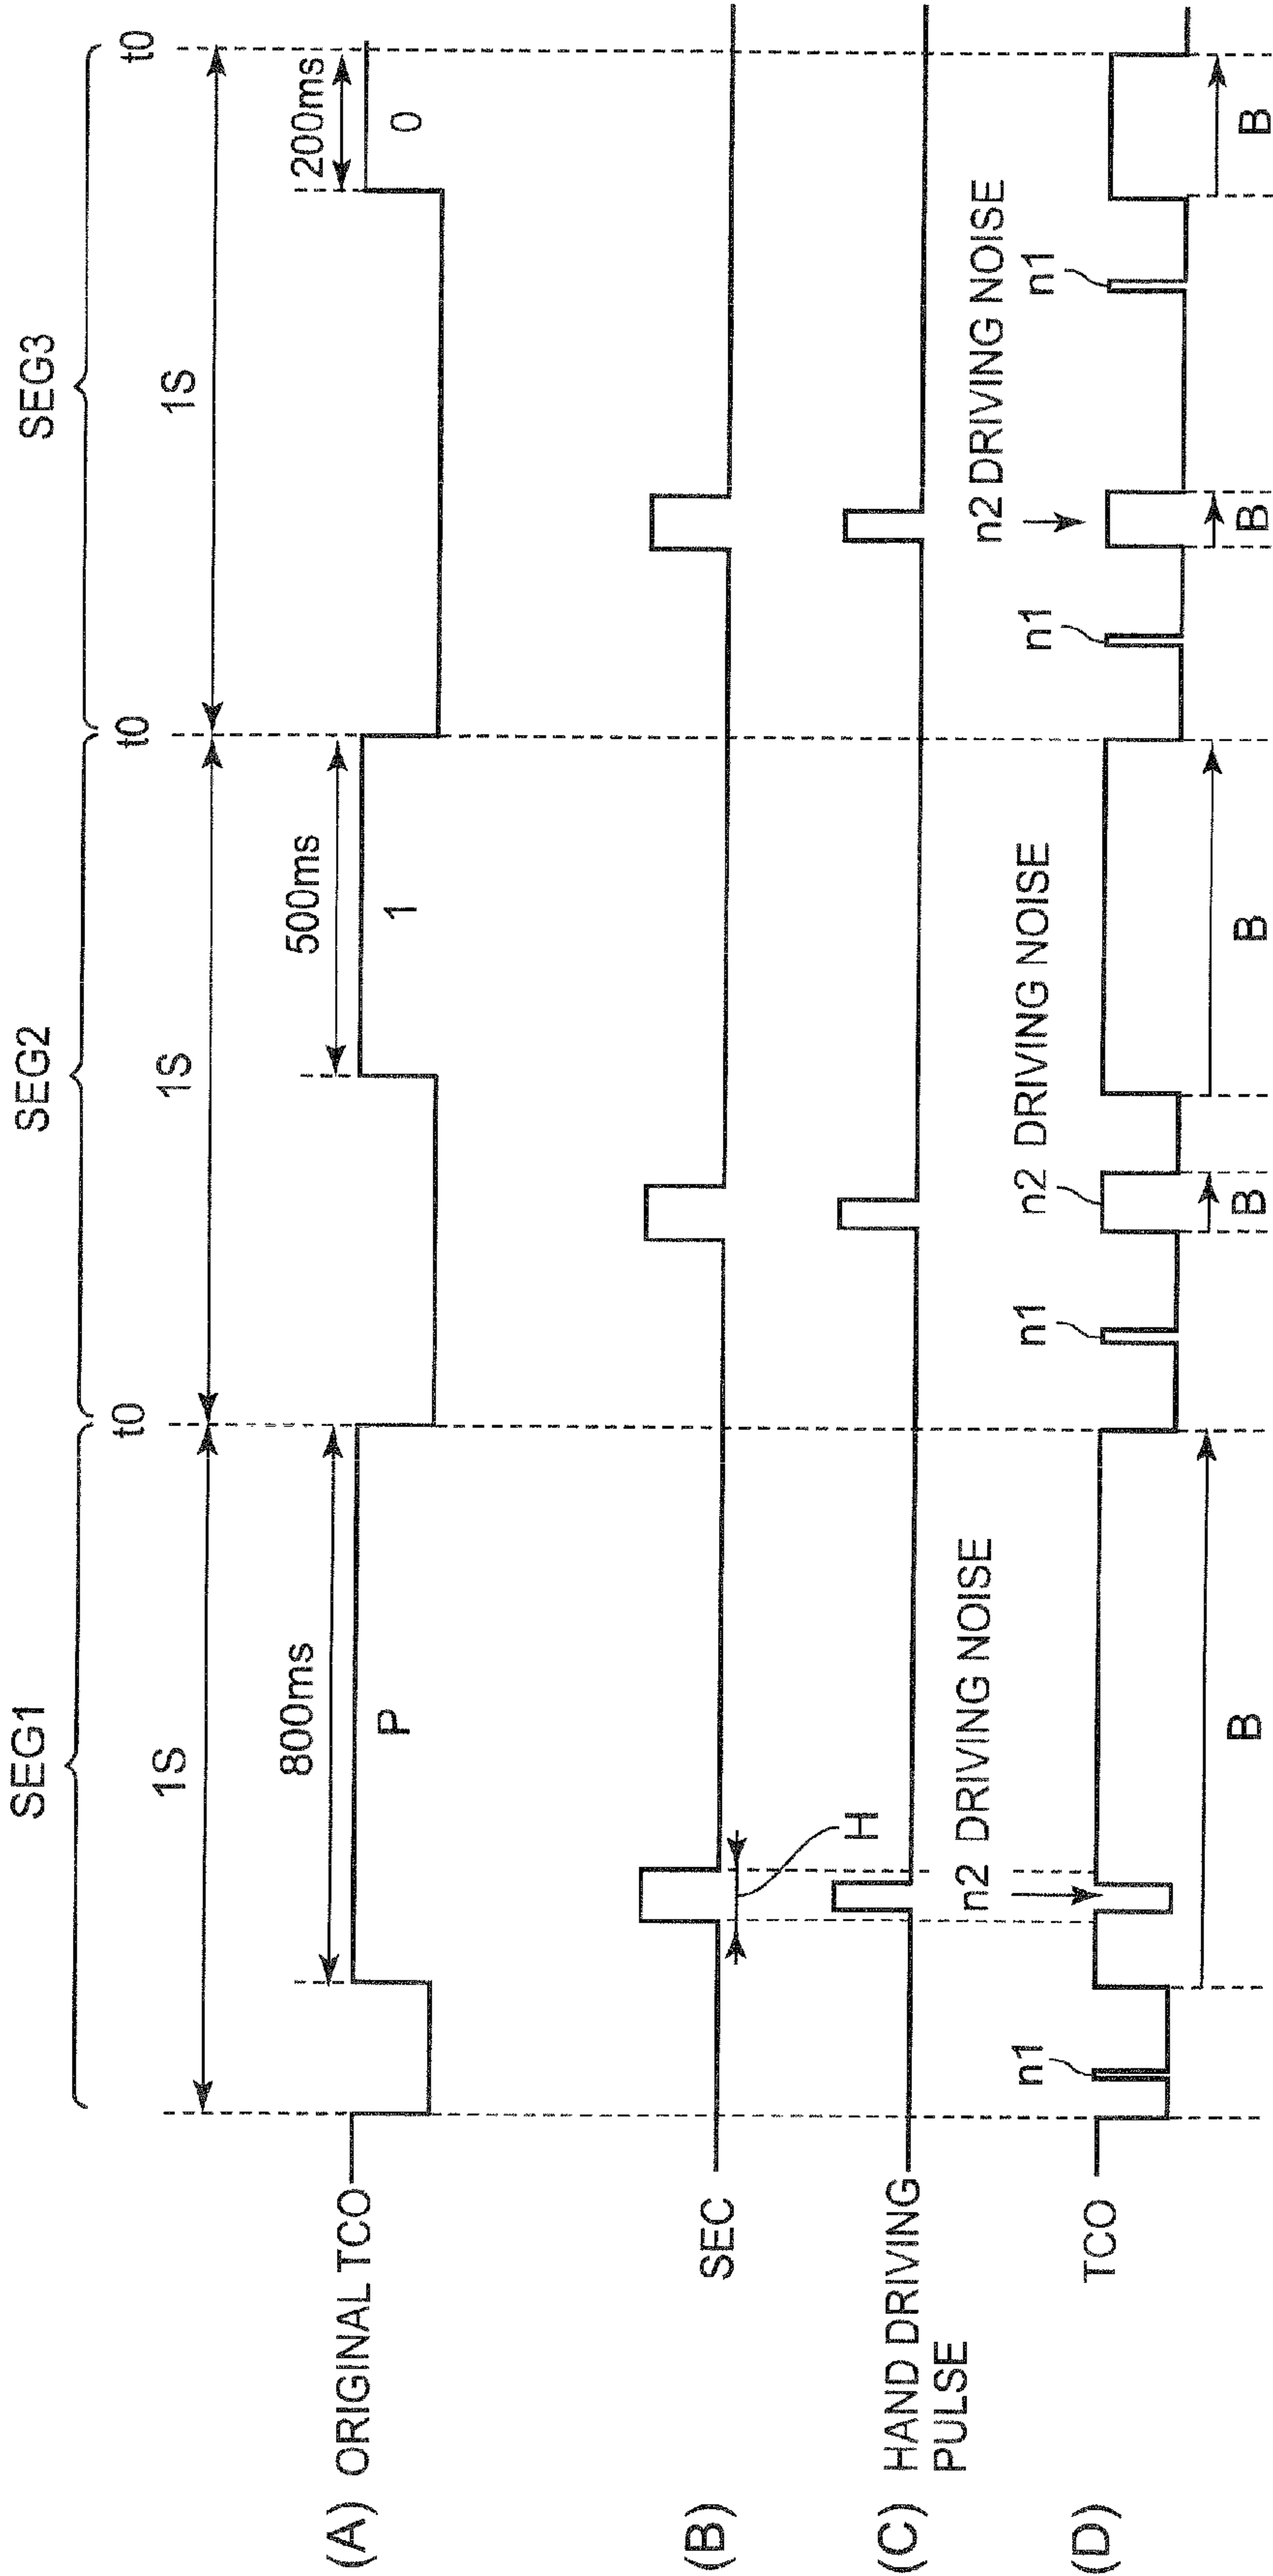 SEG1
SEG2
SEG3
t0
t0
t0
1S
1S
1S
800ms
500ms
200ms
(A) ORIGINAL TCO
P
1
0
(B)
SEC
H
(C) HAND DRIVING
PULSE
n2 DRIVING NOISE
n2 DRIVING NOISE
n2 DRIVING NOISE
n1
n1
n1
n1
(D)
TCO
B
B
B
B
B